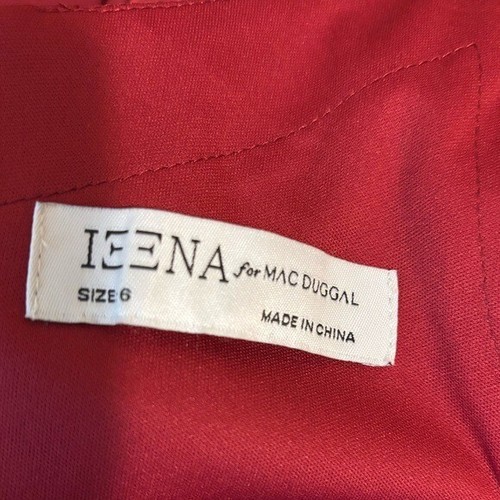 IEENA for MAC DUGGAL
SIZE 6
MADE IN CHINA